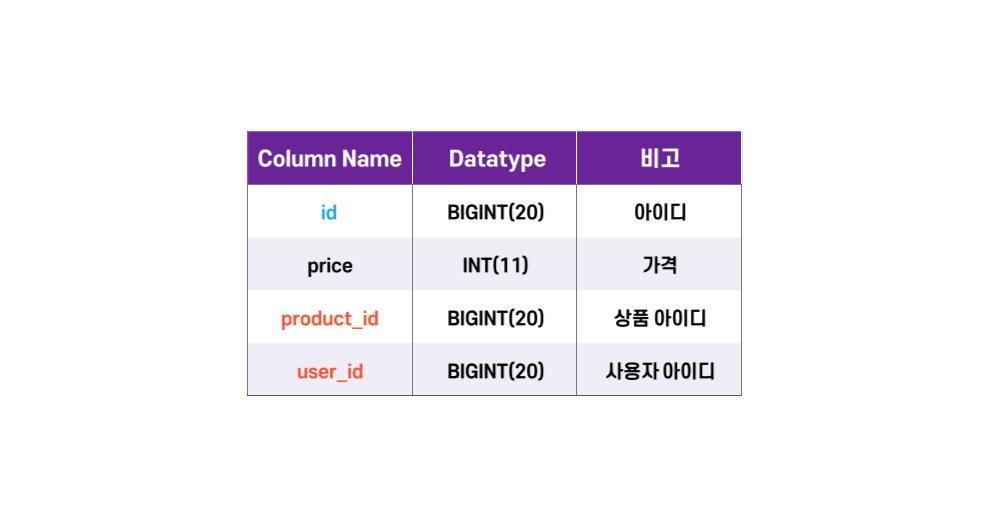 Column Name Datatype 비고
id BIGINT(20) 아이디
price INT(11) 가격
product_id BIGINT(20) 상품 아이디
user_id BIGINT(20) 사용자 아이디